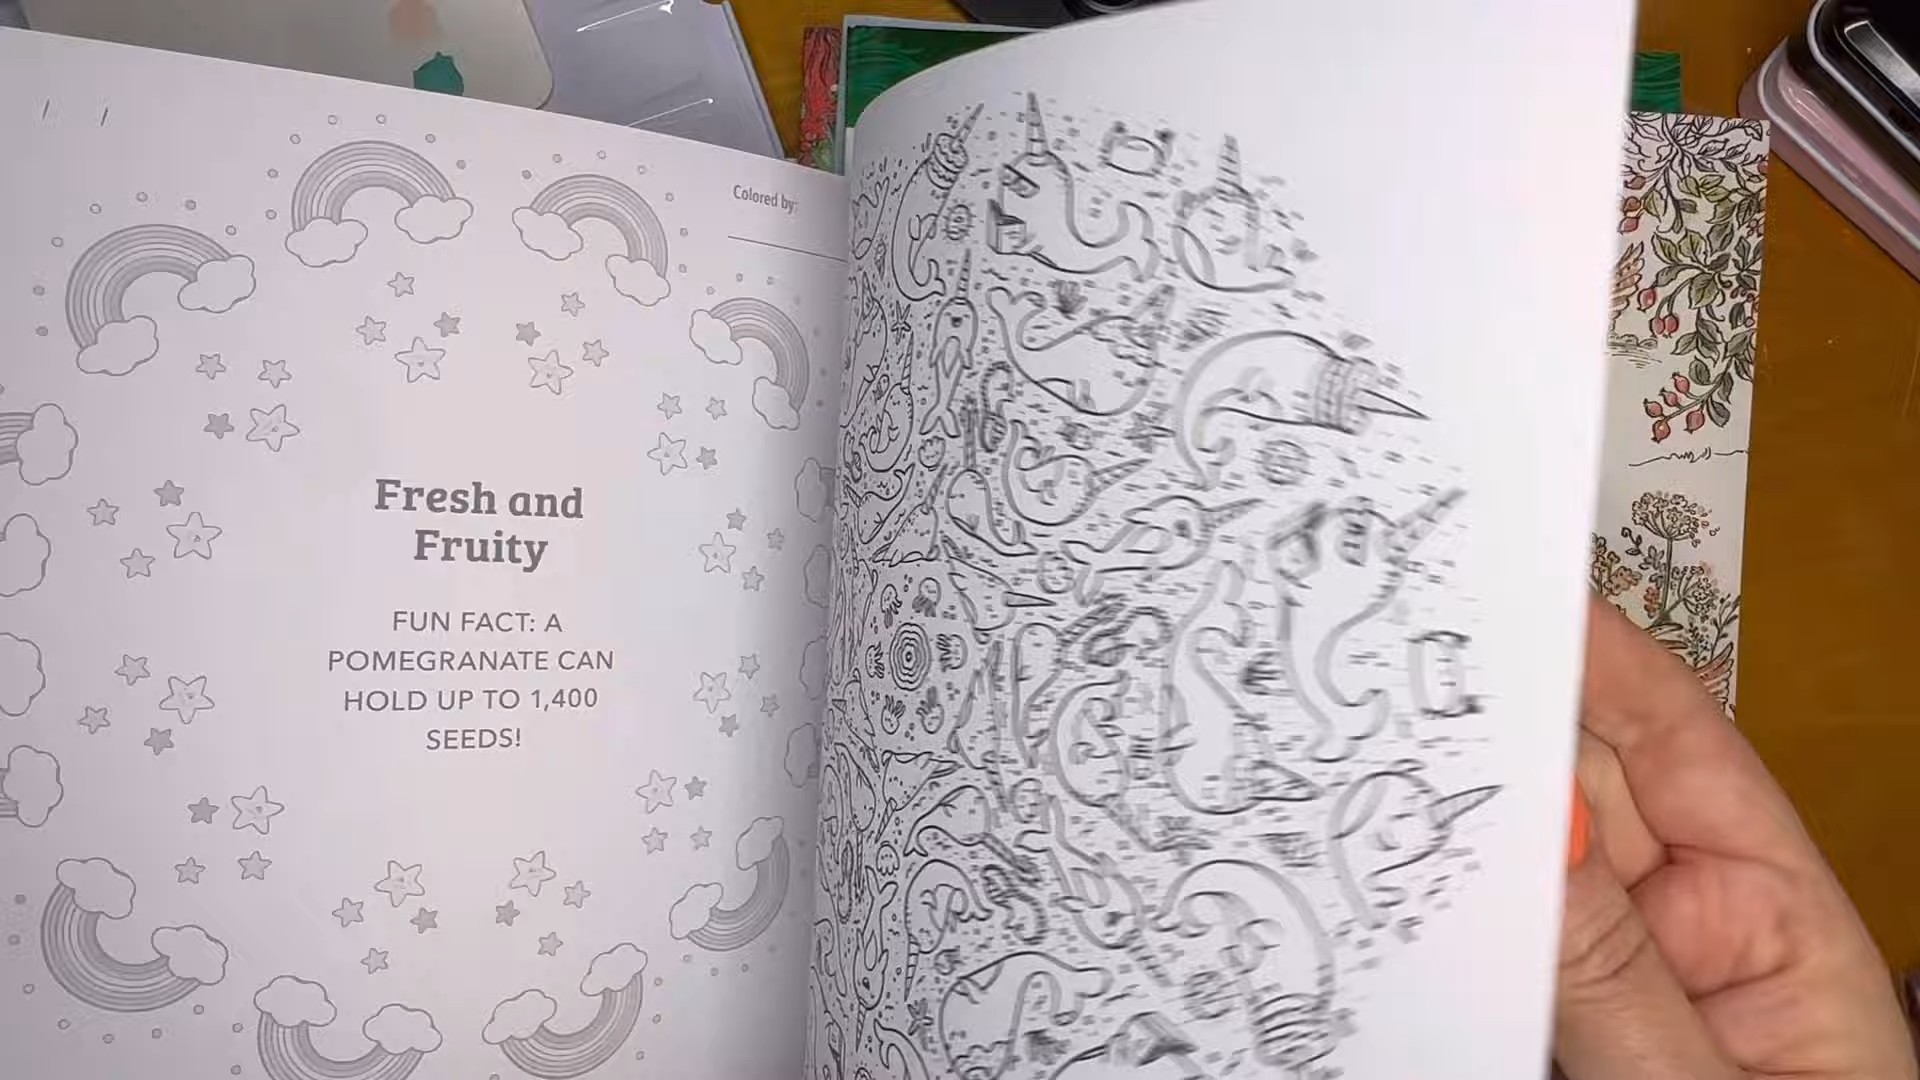 Colored by:
Fresh and
Fruity
FUN FACT: A
POMEGRANATE CAN
HOLD UP TO 1,400
SEEDS!